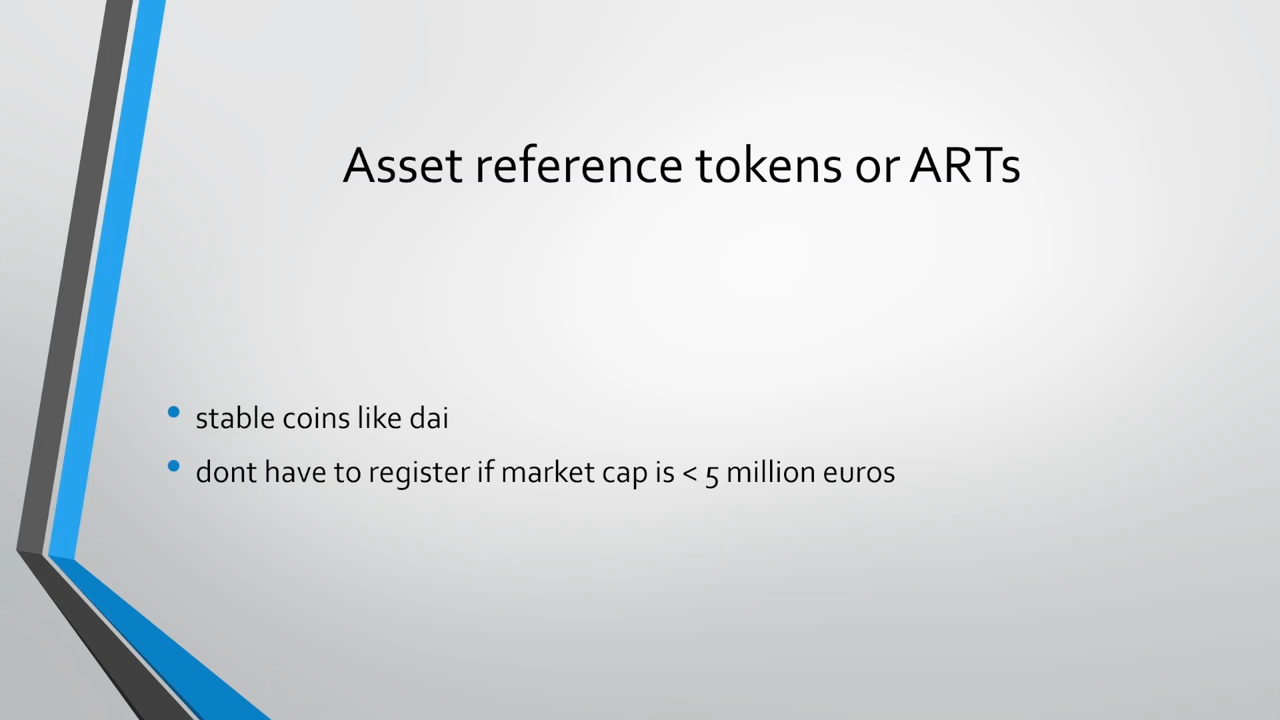 Asset reference tokens or ARTs
• stable coins like dai
• dont have to register if market cap is < 5 million euros